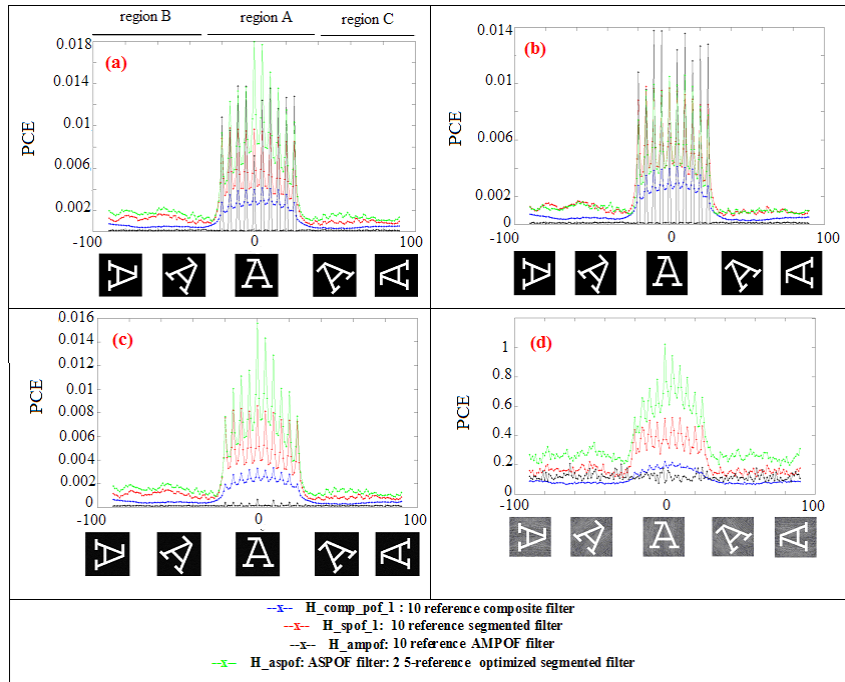 region B region A region C
(a)
PCE
0.018
0.014
0.01
0.006
0.002
-100 0 100
A A A A A
(b)
0.014
0.01
0.006
0.002
0
-100 0 100
A A A A A
(c)
PCE
0.016
0.014
0.012
0.01
0.008
0.006
0.004
0.002
0
-100 0 100
A A A A A
(d)
PCE
1
0.8
0.6
0.4
0.2
0
-100 0 100
A A A A A
--x-- H_comp_pof_1 : 10 reference composite filter
--x-- H_spof_1: 10 reference segmented filter
--x-- H_ampof: 10 reference AMPOF filter
--x-- H_aspof: ASPOF filter: 2 5-reference optimized segmented filter